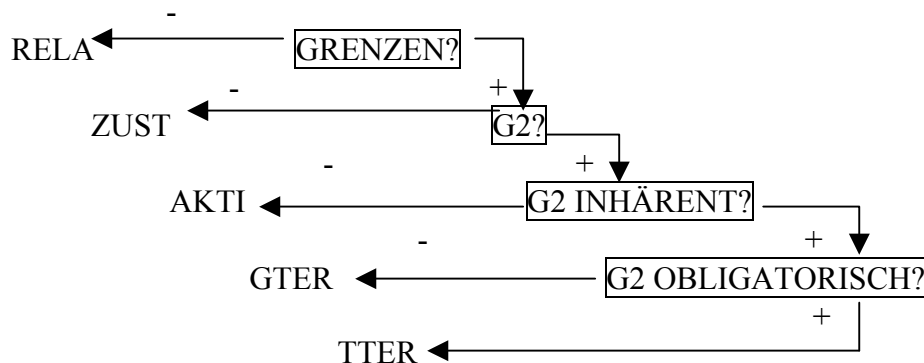 -
RELA GRENZEN?
- +
ZUST G2?
- +
AKTI G2 INHÄRENT?
- +
GTER G2 OBLIGATORISCH?
+
TTER